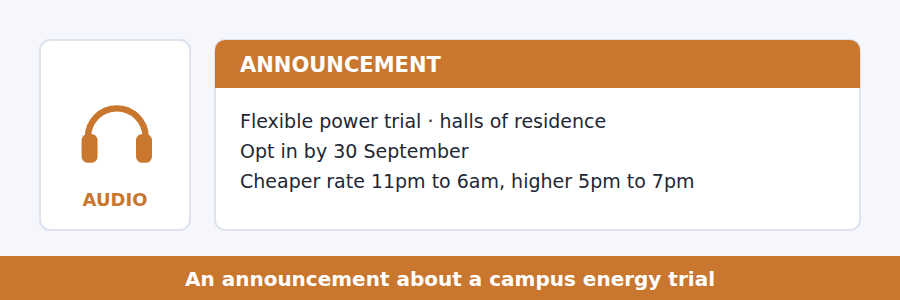 AUDIO
ANNOUNCEMENT
Flexible power trial · halls of residence
Opt in by 30 September
Cheaper rate 11pm to 6am, higher 5pm to 7pm
An announcement about a campus energy trial